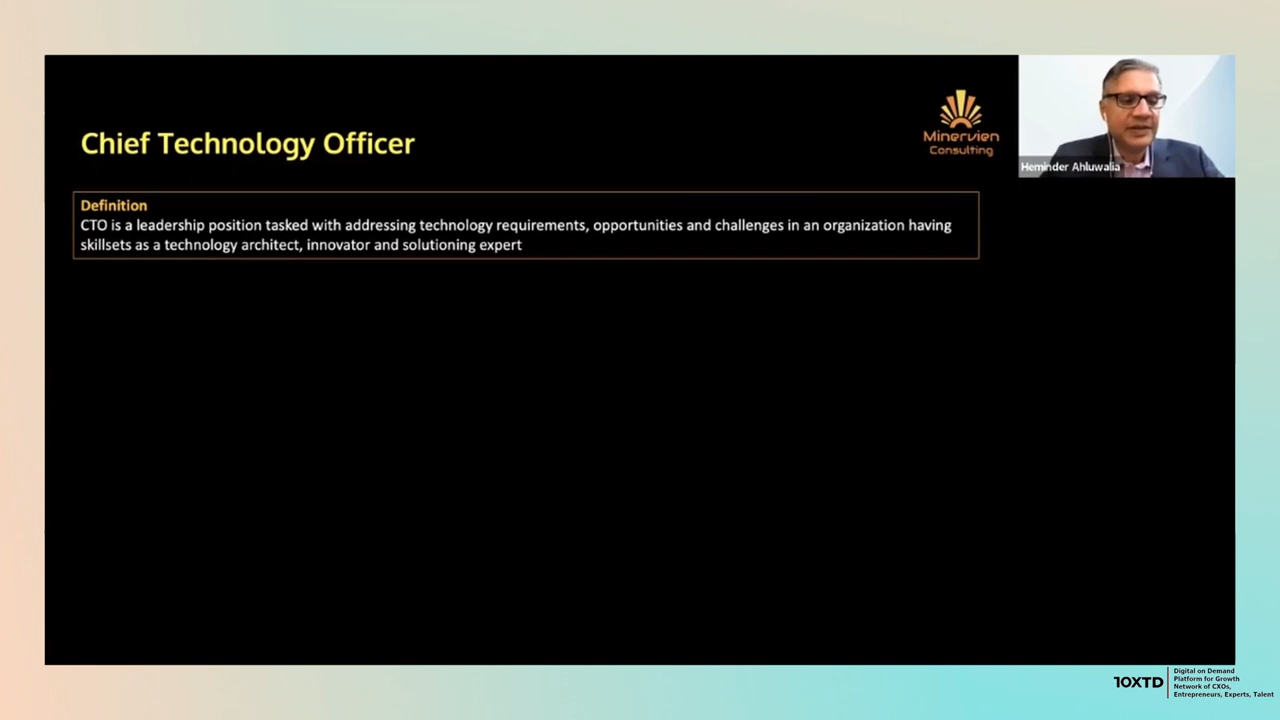 Chief Technology Officer
Minervien
Consulting
Heminder Ahluwalia
Definition
CTO is a leadership position tasked with addressing technology requirements, opportunities and challenges in an organization having
skillsets as a technology architect, innovator and solutioning expert
10XTD
Digital on Demand
Platform for Growth
Network of CXOs,
Entrepreneurs, Experts, Talent